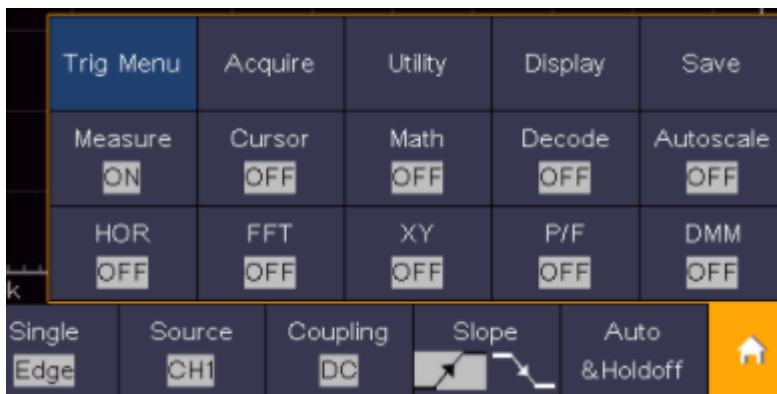 Trig Menu Acquire Utility Display Save
Measure Cursor Math Decode Autoscale
ON OFF OFF OFF OFF
HOR FFT XY P/F DMM
OFF OFF OFF OFF OFF
k
Single Source Coupling Slope Auto
Edge CH1 DC &Holdoff